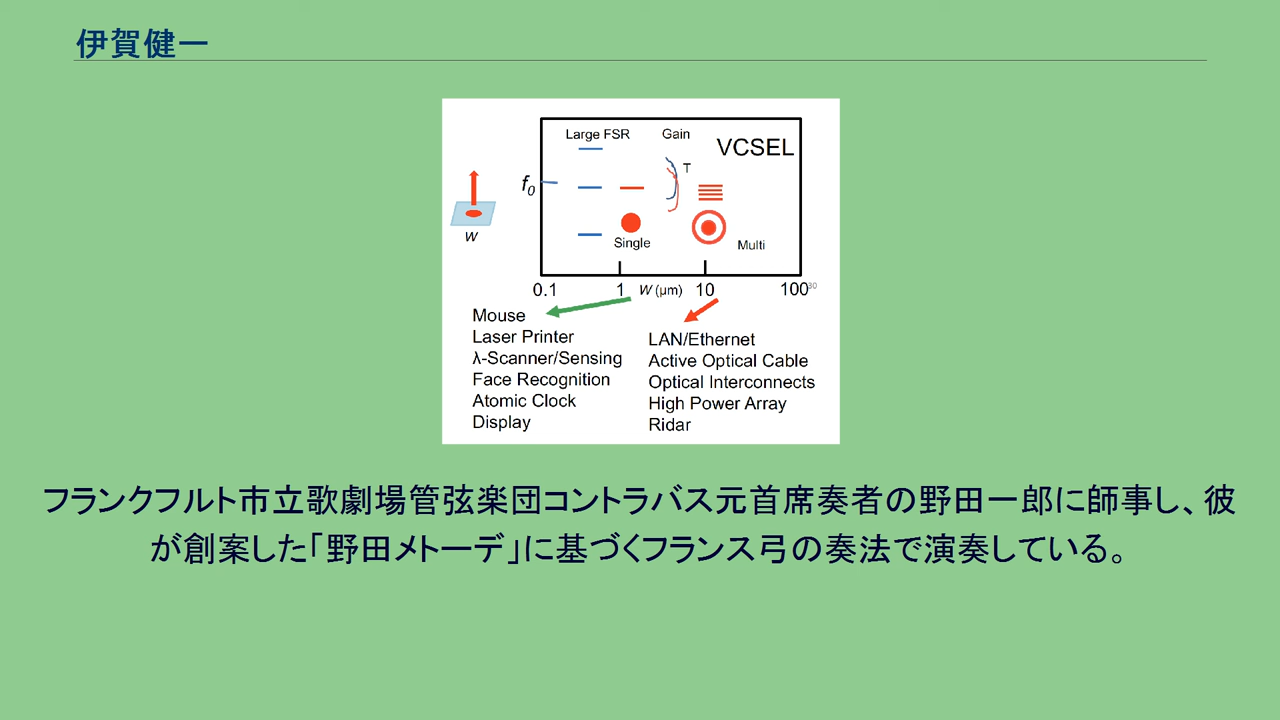 伊賀健一
Large FSR
Gain
VCSEL
T
f0
w
Single
Multi
0.1
1
W (μm)
10
100
30
Mouse
Laser Printer
λ-Scanner/Sensing
Face Recognition
Atomic Clock
Display
LAN/Ethernet
Active Optical Cable
Optical Interconnects
High Power Array
Ridar
フランクフルト市立歌劇場管弦楽団コントラバス元首席奏者の野田一郎に師事し、彼
が創案した「野田メトーデ」に基づくフランス弓の奏法で演奏している。